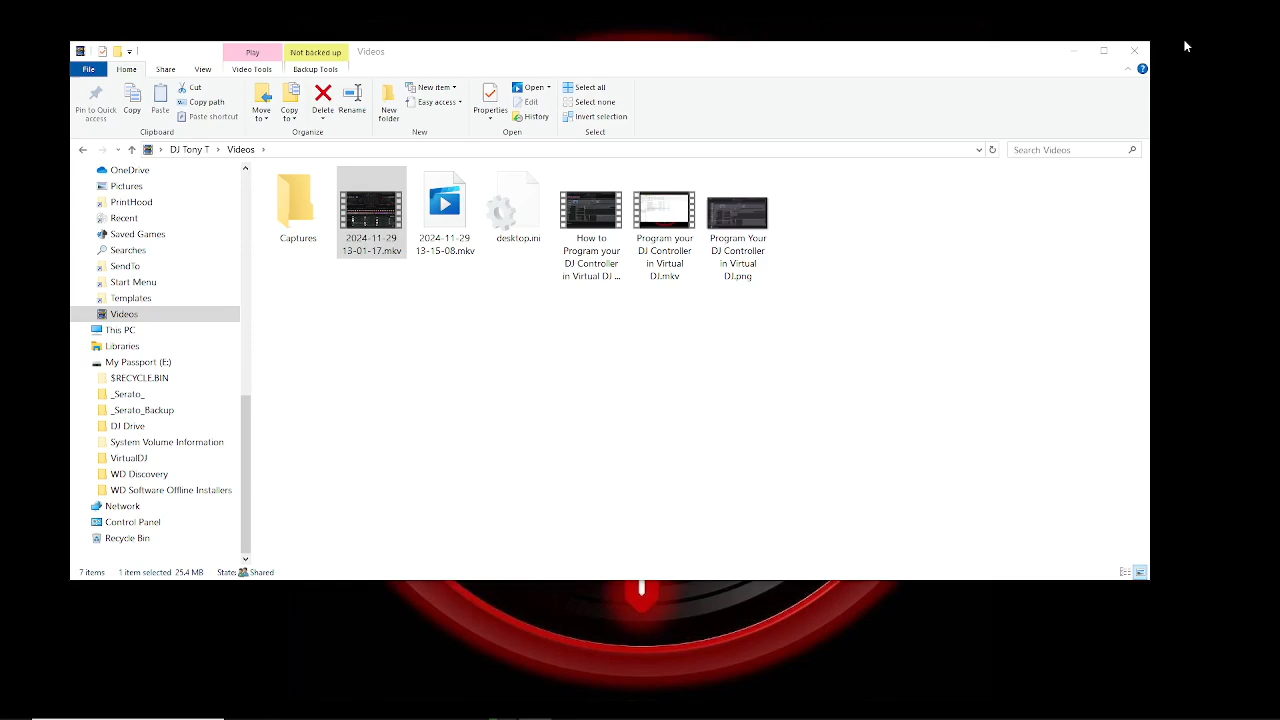 Play
Not backed up
Videos
File
Home
Share
View
Video Tools
Backup Tools
Pin to Quick
access
Copy
Paste
Cut
Copy path
Paste shortcut
Clipboard
Move
to
Copy
to
Delete
Rename
Organize
New
folder
New item
Easy access
New
Properties
Open
Edit
History
Open
Select all
Select none
Invert selection
Select
DJ Tony T > Videos >
Search Videos
OneDrive
Pictures
PrintHood
Recent
Saved Games
Searches
SendTo
Start Menu
Templates
Videos
This PC
Libraries
My Passport (E:)
$RECYCLE.BIN
_Serato_
_Serato_Backup
DJ Drive
System Volume Information
VirtualDJ
WD Discovery
WD Software Offline Installers
Network
Control Panel
Recycle Bin
Captures
2024-11-29
13-01-17.mkv
2024-11-29
13-15-08.mkv
desktop.ini
How to
Program your
DJ Controller
in Virtual DJ ...
Program your
DJ Controller
in Virtual
DJ.mkv
Program Your
DJ Controller
in Virtual
DJ.png
7 items 1 item selected 25.4 MB State: Shared